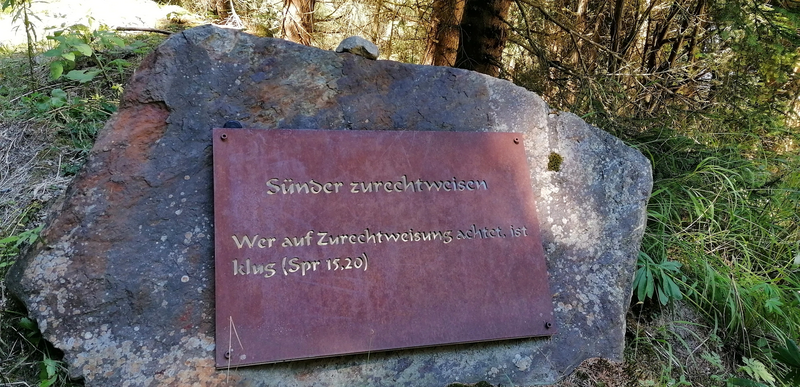 Sünder zurechtweisen
Wer auf Zurechtweisung achtet, ist
klug (Spr 15,20)